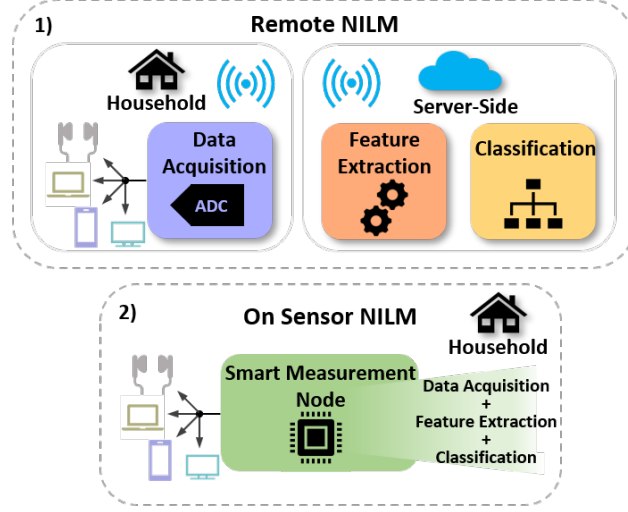 1)
Remote NILM
Household
Server-Side
Data
Acquisition
ADC
Feature
Extraction
Classification
2)
On Sensor NILM
Household
Smart Measurement
Node
Data Acquisition
+
Feature Extraction
+
Classification